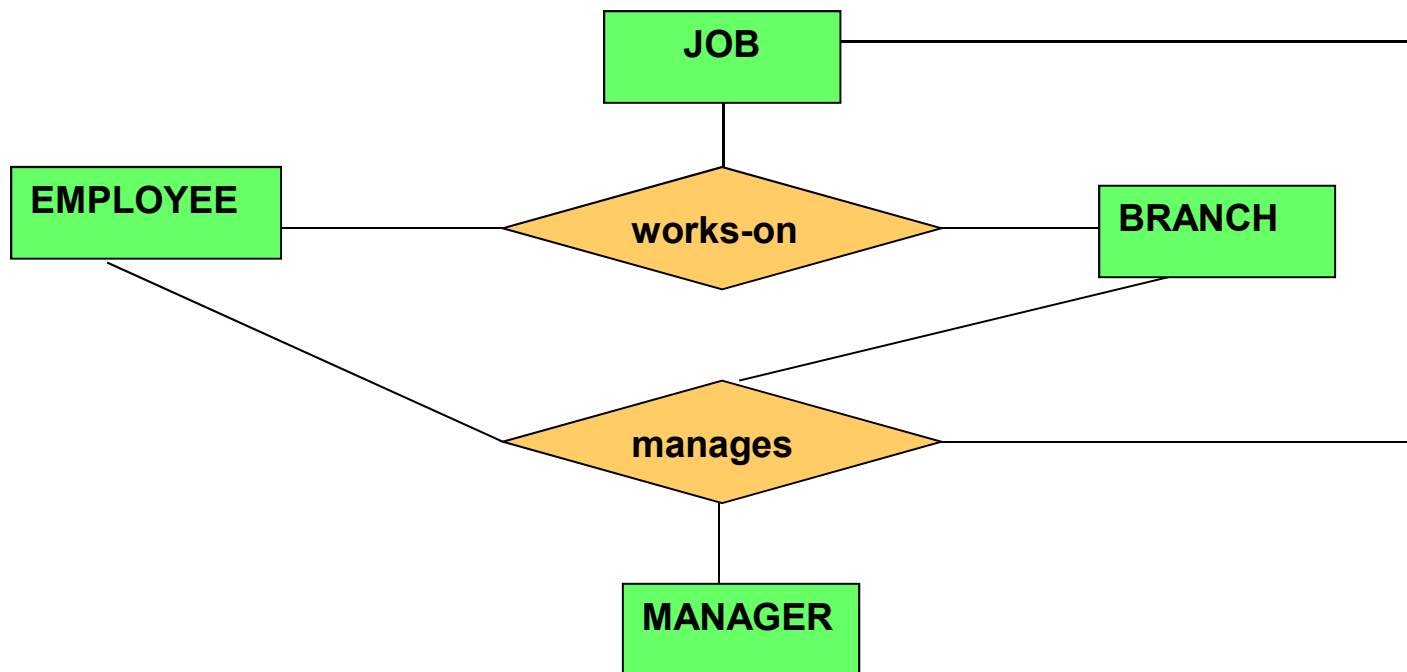 JOB
EMPLOYEE
works-on
BRANCH
manages
MANAGER